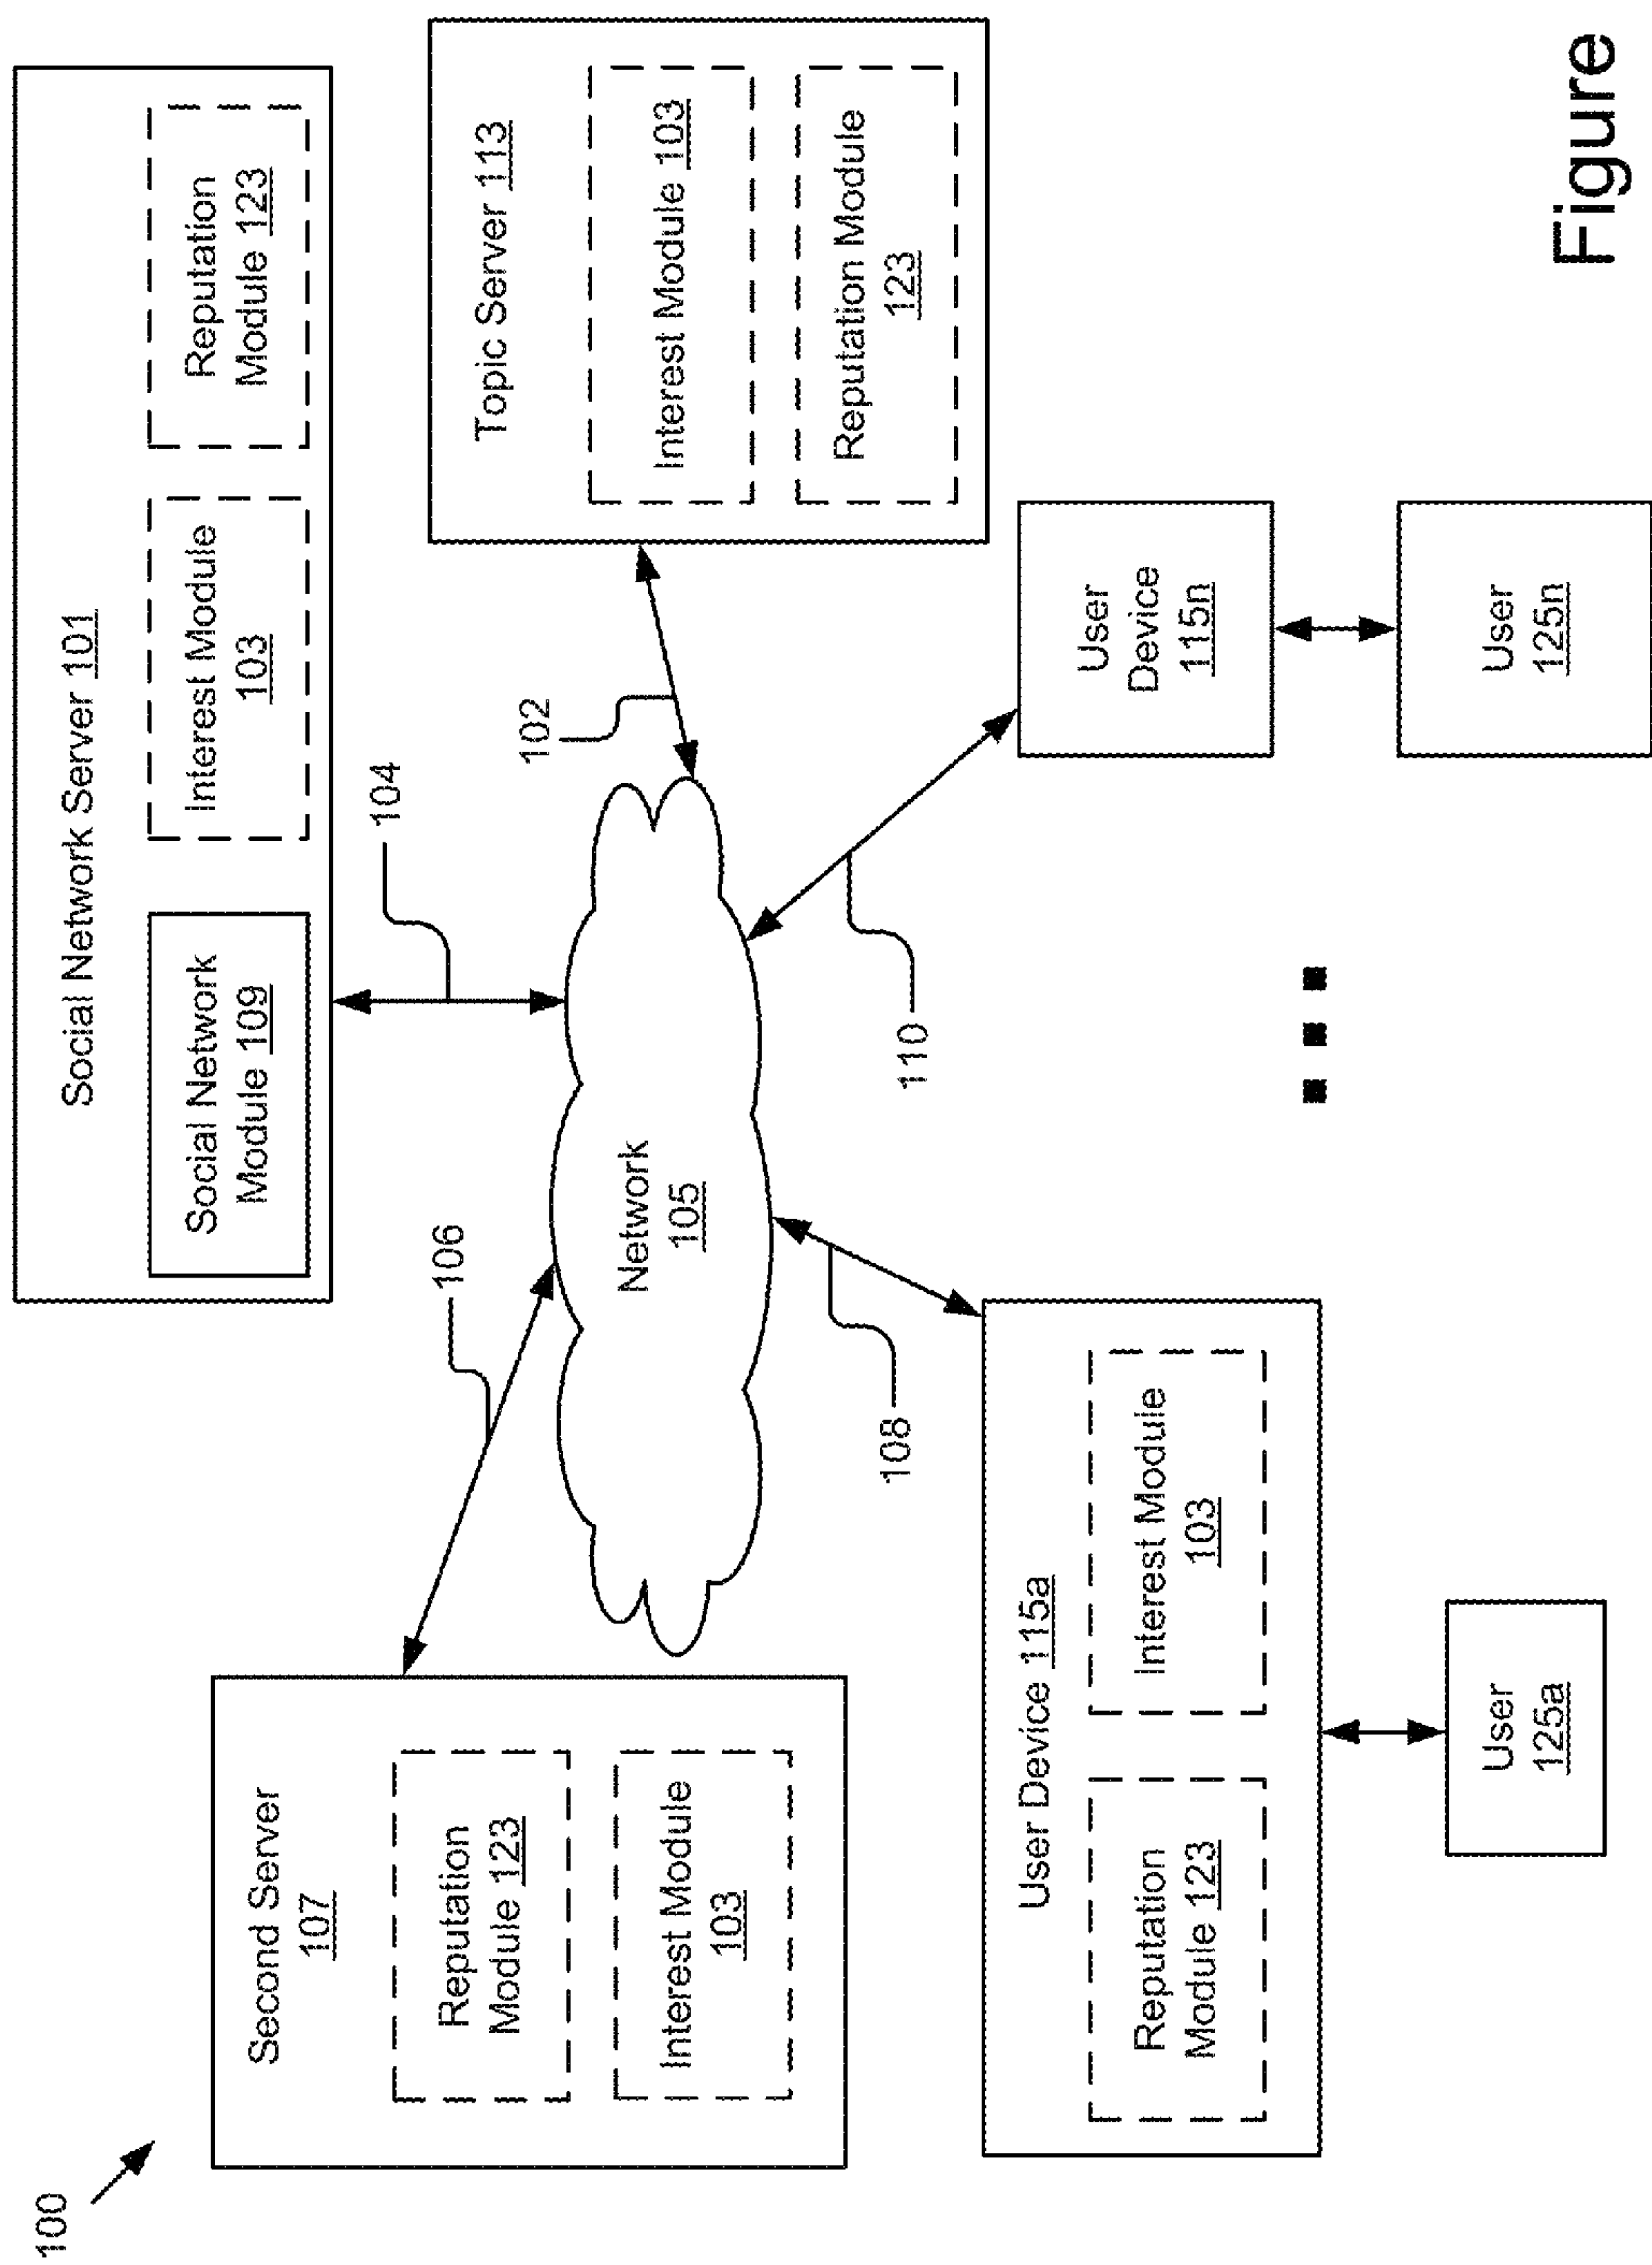 100
Social Network Server 101
Social Network
Module 109
Interest Module
103
Reputation
Module 123
Second Server
107
Reputation
Module 123
Interest Module
103
106
104
102
Topic Server 113
Interest Module 103
Reputation Module
123
Network
105
108
110
User Device 115a
Reputation
Module 123
Interest Module
103
User
Device
115n
User
125a
User
125n
Figure